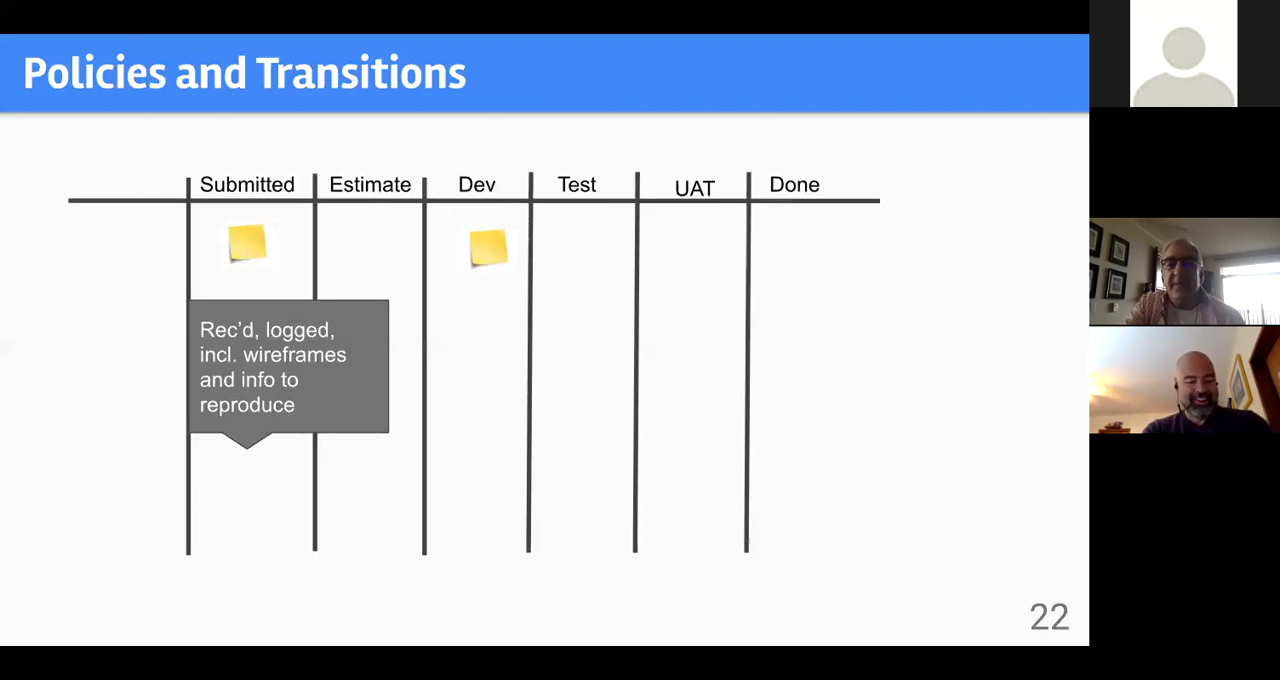 Policies and Transitions
Submitted Estimate Dev Test UAT Done
Rec’d, logged,
incl. wireframes
and info to
reproduce
22